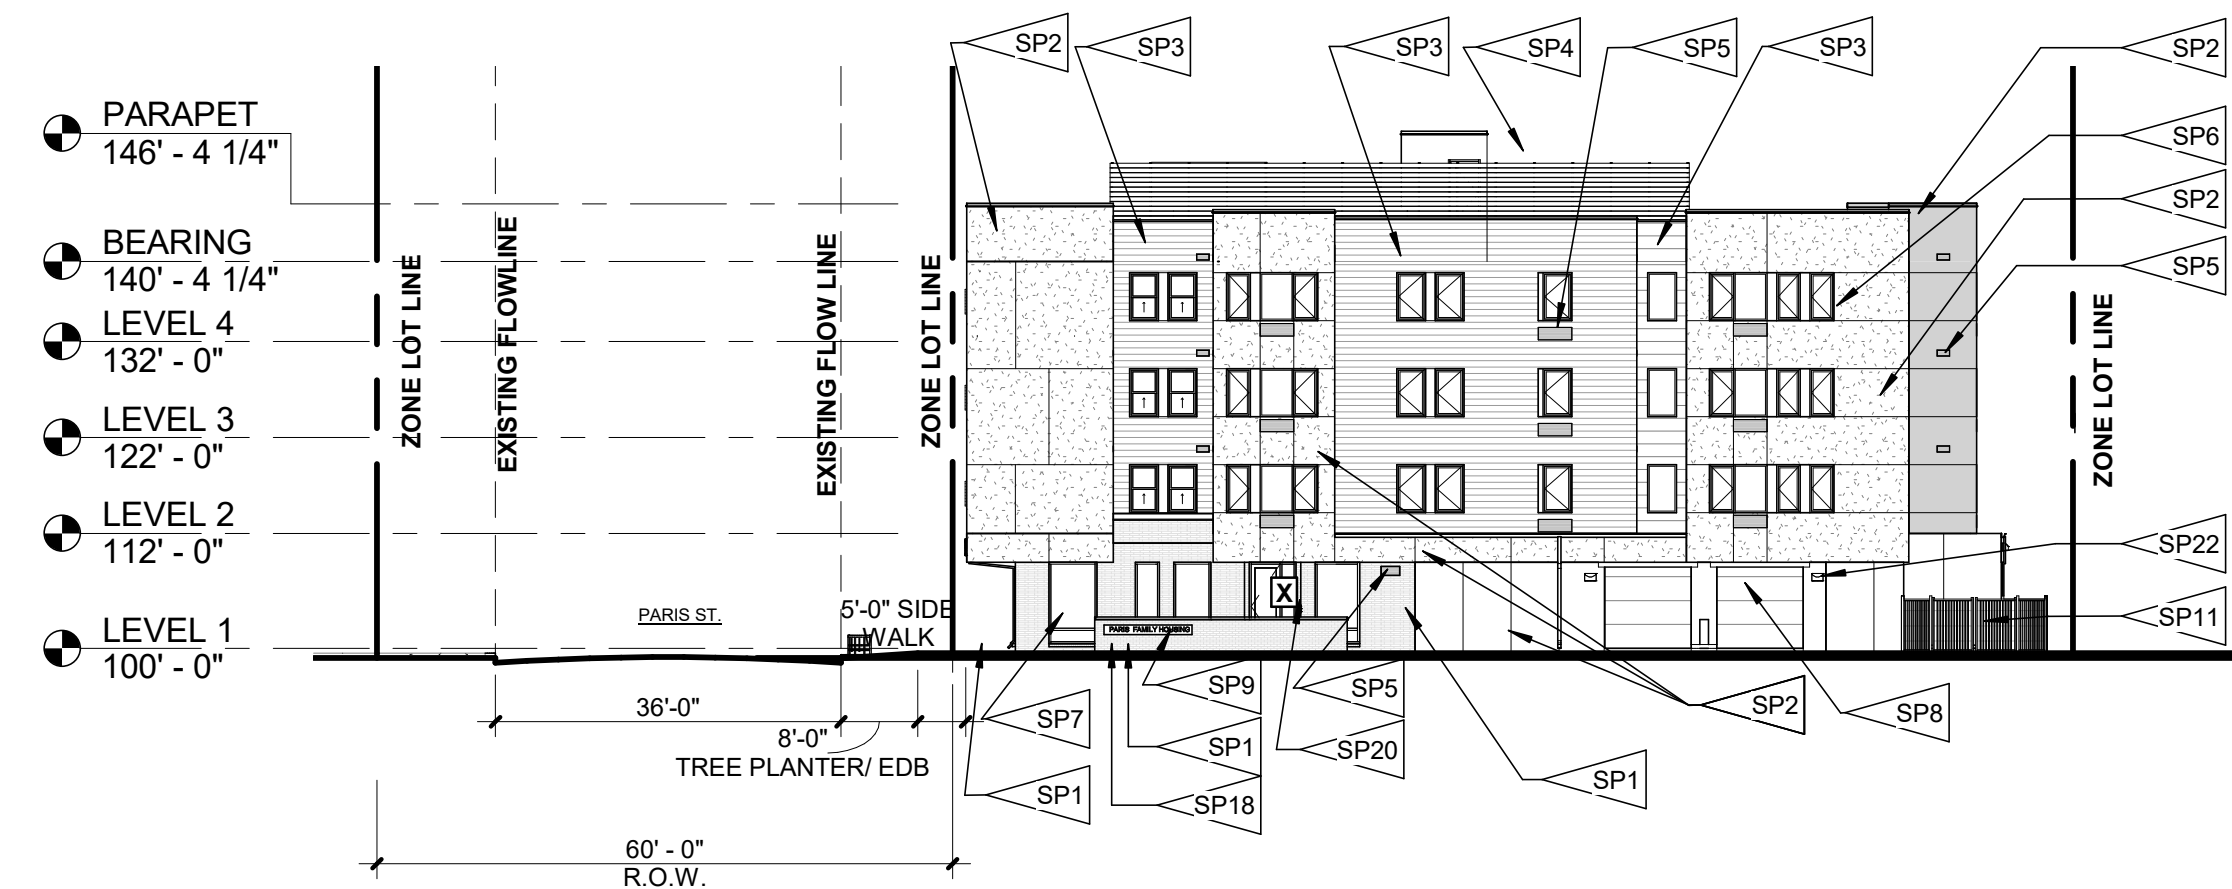 SP2
SP3
SP3
SP4
SP5
SP3
SP2
PARAPET
146' - 4 1/4"
SP6
SP2
BEARING
140' - 4 1/4"
SP5
LEVEL 4
132' - 0"
ZONE LOT LINE
EXISTING FLOWLINE
EXISTING FLOW LINE
ZONE LOT LINE
ZONE LOT LINE
LEVEL 3
122' - 0"
LEVEL 2
112' - 0"
SP22
LEVEL 1
100' - 0"
PARIS ST.
5'-0" SIDE
WALK
X
PARIS FAMILY HOUSING
SP11
36'-0"
8'-0"
TREE PLANTER/ EDB
SP7
SP9
SP5
SP2
SP8
SP1
SP20
SP1
SP18
SP1
60' - 0"
R.O.W.